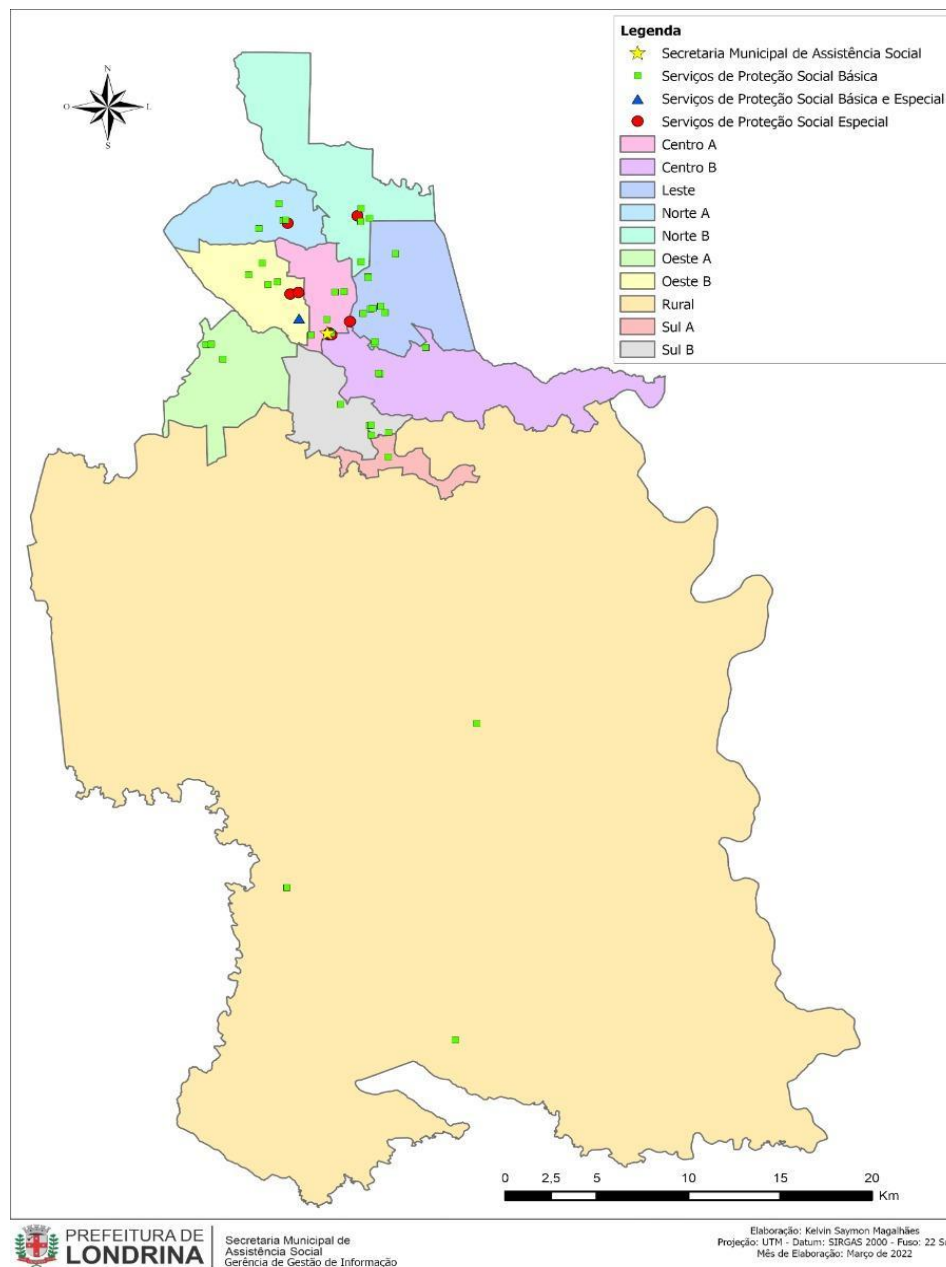 Legenda
Secretaria Municipal de Assistência Social
Serviços de Proteção Social Básica
Serviços de Proteção Social Básica e Especial
Serviços de Proteção Social Especial
Centro A
Centro B
Leste
Norte A
Norte B
Oeste A
Oeste B
Rural
Sul A
Sul B
N
O L
S
0 2,5 5 10 15 20
Km
PREFEITURA DE
LONDRINA
Secretaria Municipal de
Assistência Social
Gerência de Gestão de Informação
Elaboração: Kelvin Saymon Magalhães
Projeção: UTM - Datum: SIRGAS 2000 - Fuso: 22 S
Mês de Elaboração: Março de 2022